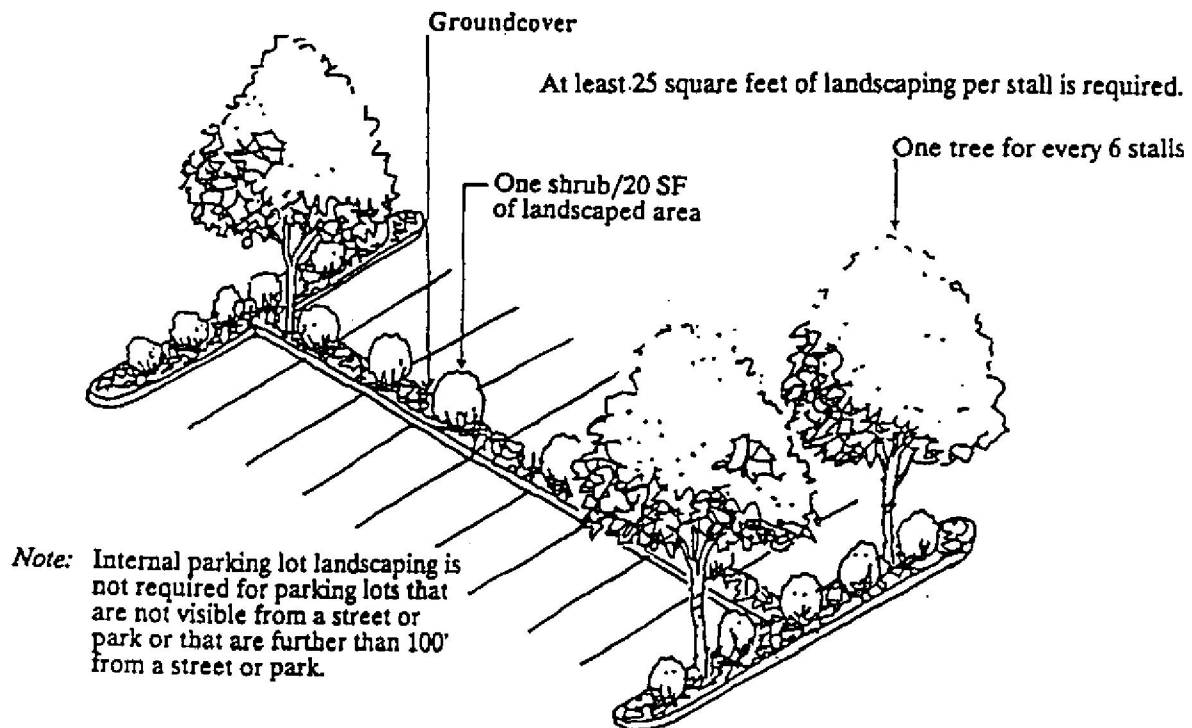 Groundcover
At least 25 square feet of landscaping per stall is required.
One tree for every 6 stalls
One shrub/20 SF
of landscaped area
Note: Internal parking lot landscaping is
not required for parking lots that
are not visible from a street or
park or that are further than 100'
from a street or park.